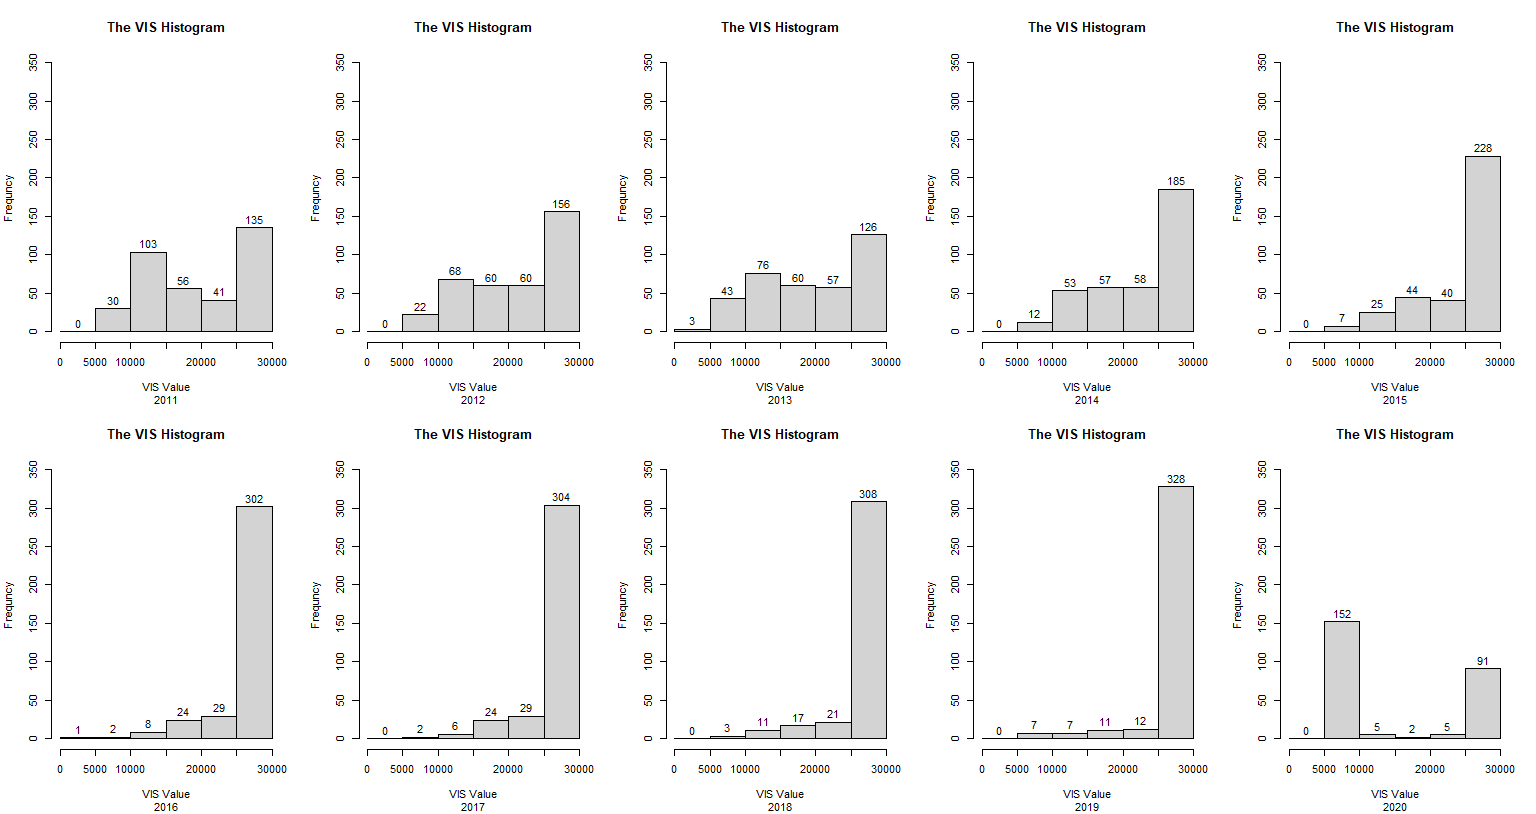 The VIS Histogram The VIS Histogram The VIS Histogram The VIS Histogram The VIS Histogram
Frequncy
0 50 100 150 200 250 300 350
0 30 103 56 41 135
0 5000 10000 20000 30000
VIS Value
2011
Frequncy
0 50 100 150 200 250 300 350
0 22 68 60 60 156
0 5000 10000 20000 30000
VIS Value
2012
Frequncy
0 50 100 150 200 250 300 350
3 43 76 60 57 126
0 5000 10000 20000 30000
VIS Value
2013
Frequncy
0 50 100 150 200 250 300 350
0 12 53 57 58 185
0 5000 10000 20000 30000
VIS Value
2014
Frequncy
0 50 100 150 200 250 300 350
0 7 25 44 40 228
0 5000 10000 20000 30000
VIS Value
2015
The VIS Histogram The VIS Histogram The VIS Histogram The VIS Histogram The VIS Histogram
Frequncy
0 50 100 150 200 250 300 350
1 2 8 24 29 302
0 5000 10000 20000 30000
VIS Value
2016
Frequncy
0 50 100 150 200 250 300 350
0 2 6 24 29 304
0 5000 10000 20000 30000
VIS Value
2017
Frequncy
0 50 100 150 200 250 300 350
0 3 11 17 21 308
0 5000 10000 20000 30000
VIS Value
2018
Frequncy
0 50 100 150 200 250 300 350
0 7 7 11 12 328
0 5000 10000 20000 30000
VIS Value
2019
Frequncy
0 50 100 150 200 250 300 350
0 152 5 2 5 91
0 5000 10000 20000 30000
VIS Value
2020